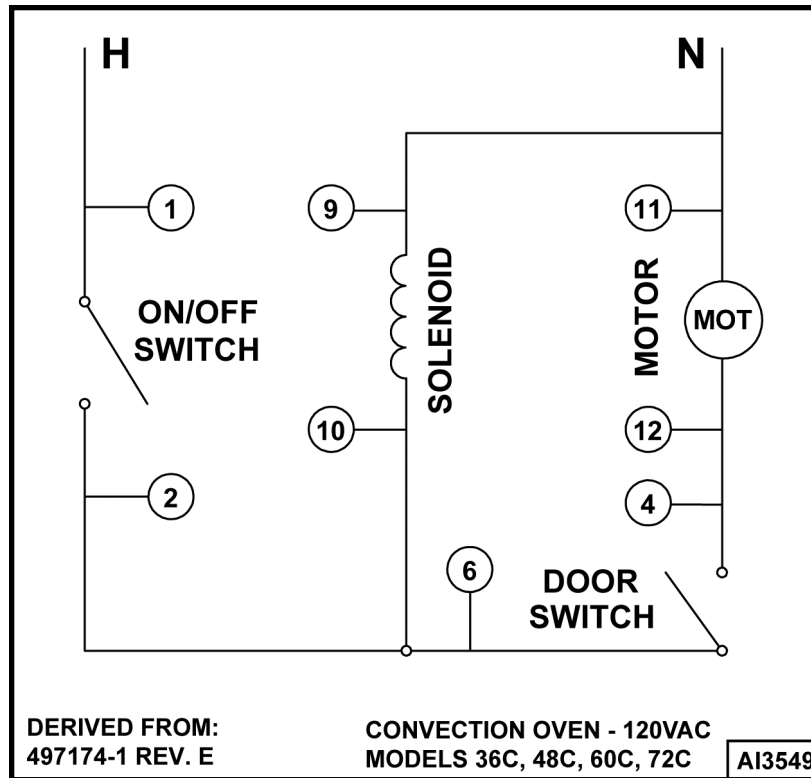 H
N
1
9
11
ON/OFF
SWITCH
SOLENOID
MOTOR
MOT
10
12
2
4
6
DOOR
SWITCH
DERIVED FROM:
497174-1 REV. E
CONVECTION OVEN - 120VAC
MODELS 36C, 48C, 60C, 72C
AI3549